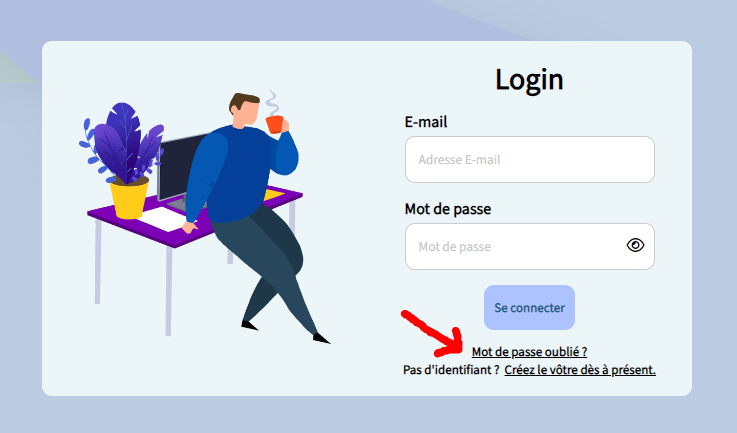 Login
E-mail
Adresse E-mail
Mot de passe
Mot de passe
Se connecter
Mot de passe oublié ?
Pas d'identifiant ? Créez le vôtre dès à présent.